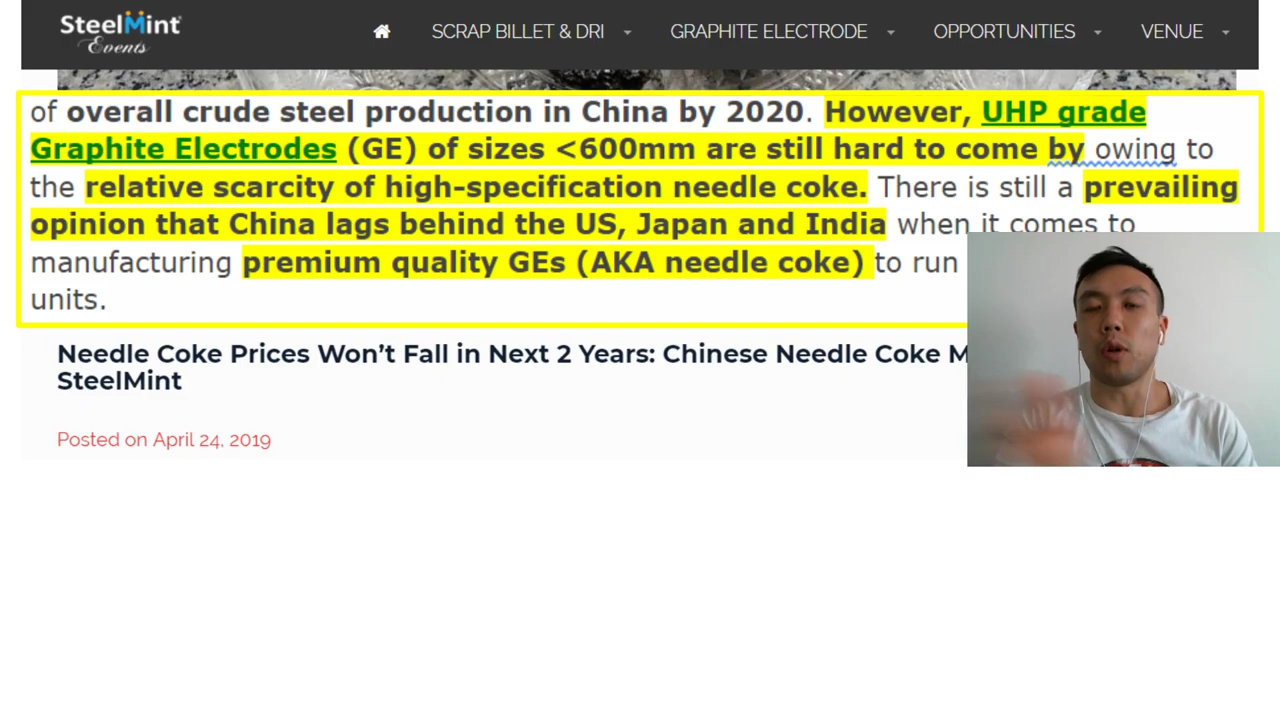 SteelMint
Events
SCRAP BILLET & DRI
GRAPHITE ELECTRODE
OPPORTUNITIES
VENUE
of overall crude steel production in China by 2020. However, UHP grade
Graphite Electrodes (GE) of sizes <600mm are still hard to come by owing to
the relative scarcity of high-specification needle coke. There is still a prevailing
opinion that China lags behind the US, Japan and India when it comes to
manufacturing premium quality GEs (AKA needle coke) to run
units.
Needle Coke Prices Won’t Fall in Next 2 Years: Chinese Needle Coke
SteelMint
Posted on April 24, 2019